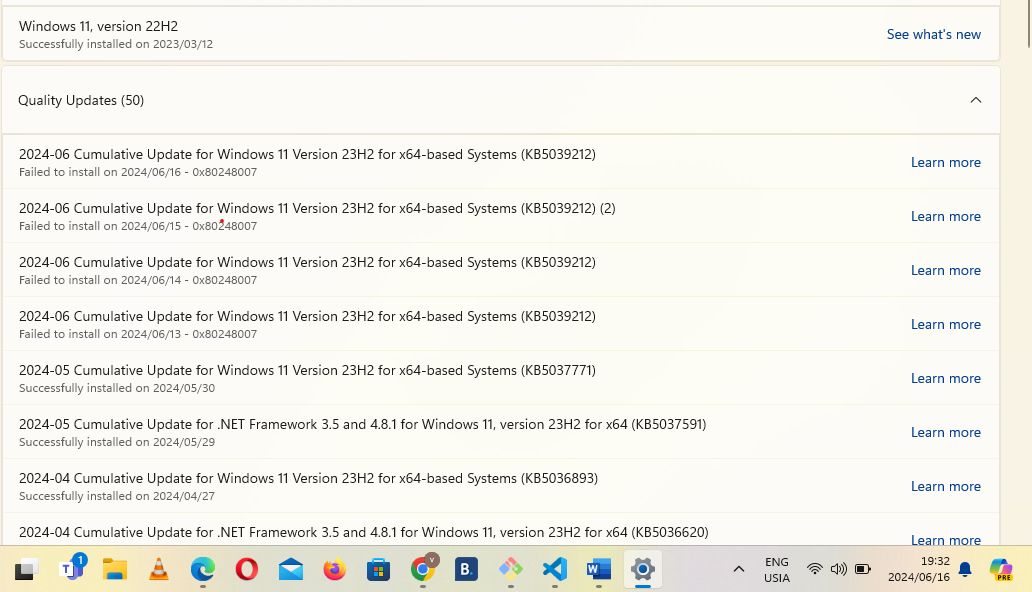 Windows 11, version 22H2
Successfully installed on 2023/03/12
See what's new
Quality Updates (50)
2024-06 Cumulative Update for Windows 11 Version 23H2 for x64-based Systems (KB5039212)
Failed to install on 2024/06/16 - 0x80248007
Learn more
2024-06 Cumulative Update for Windows 11 Version 23H2 for x64-based Systems (KB5039212) (2)
Failed to install on 2024/06/15 - 0x80248007
Learn more
2024-06 Cumulative Update for Windows 11 Version 23H2 for x64-based Systems (KB5039212)
Failed to install on 2024/06/14 - 0x80248007
Learn more
2024-06 Cumulative Update for Windows 11 Version 23H2 for x64-based Systems (KB5039212)
Failed to install on 2024/06/13 - 0x80248007
Learn more
2024-05 Cumulative Update for Windows 11 Version 23H2 for x64-based Systems (KB5037771)
Successfully installed on 2024/05/30
Learn more
2024-05 Cumulative Update for .NET Framework 3.5 and 4.8.1 for Windows 11, version 23H2 for x64 (KB5037591)
Successfully installed on 2024/05/29
Learn more
2024-04 Cumulative Update for Windows 11 Version 23H2 for x64-based Systems (KB5036893)
Successfully installed on 2024/04/27
Learn more
2024-04 Cumulative Update for .NET Framework 3.5 and 4.8.1 for Windows 11, version 23H2 for x64 (KB5036620)
Learn more
T
1
V
B.
W
ENG
USIA
19:32
2024/06/16
PRE